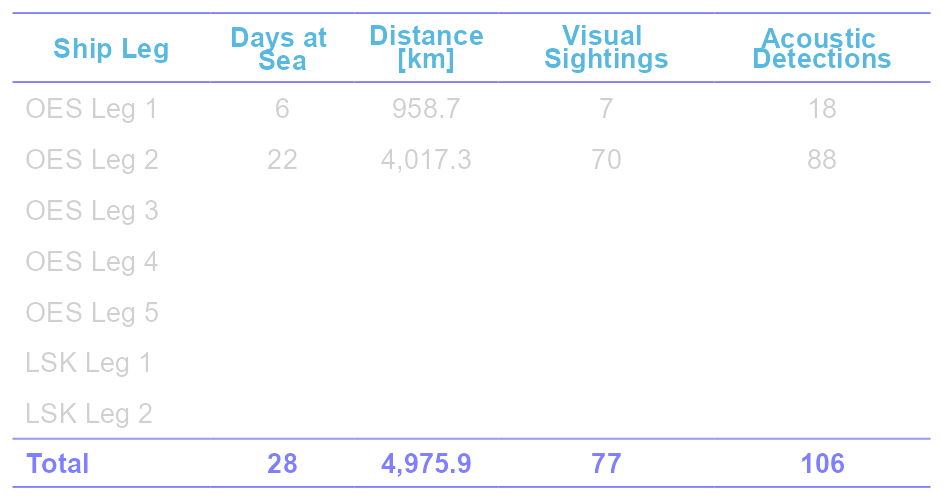 Ship Leg Days at Sea Distance [km] Visual Sightings Acoustic Detections
OES Leg 1 6 958.7 7 18
OES Leg 2 22 4,017.3 70 88
OES Leg 3
OES Leg 4
OES Leg 5
LSK Leg 1
LSK Leg 2
Total 28 4,975.9 77 106